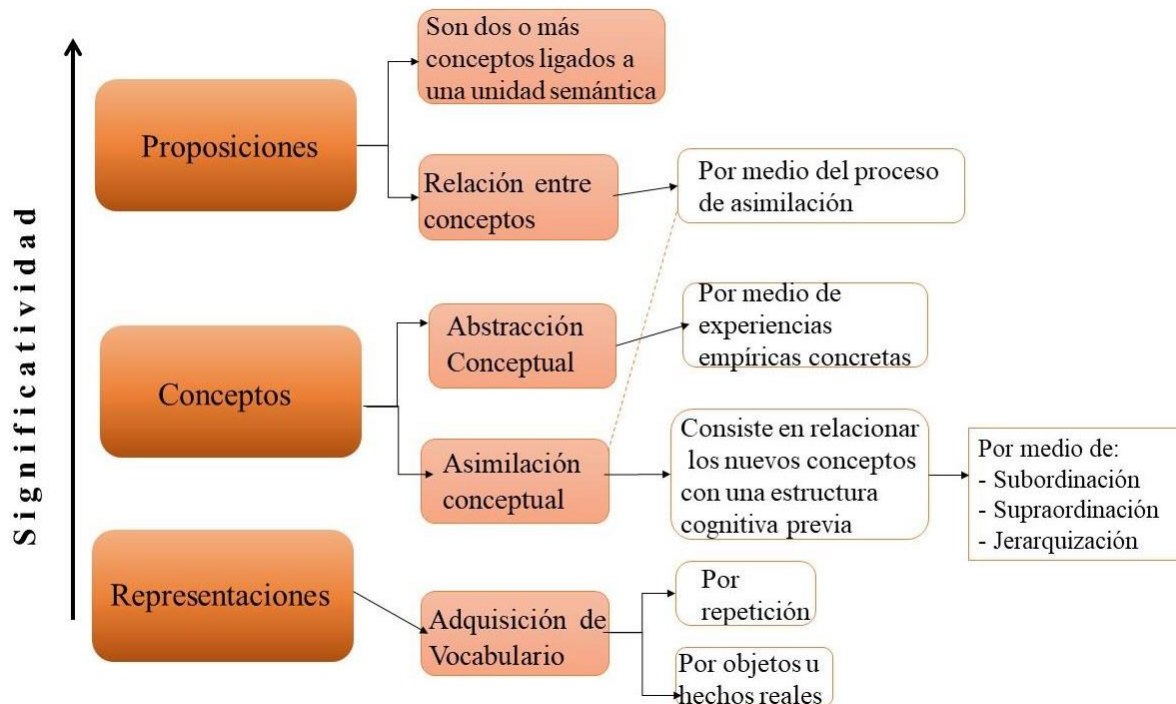 Significatividad
Proposiciones
Son dos o más
conceptos ligados a
una unidad semántica
Relación entre
conceptos
Por medio del proceso
de asimilación
Conceptos
Abstracción
Conceptual
Por medio de
experiencias
empíricas concretas
Asimilación
conceptual
Consiste en relacionar
los nuevos conceptos
con una estructura
cognitiva previa
Por medio de:
- Subordinación
- Supraordinación
- Jerarquización
Representaciones
Adquisición de
Vocabulario
Por
repetición
Por objetos u
hechos reales